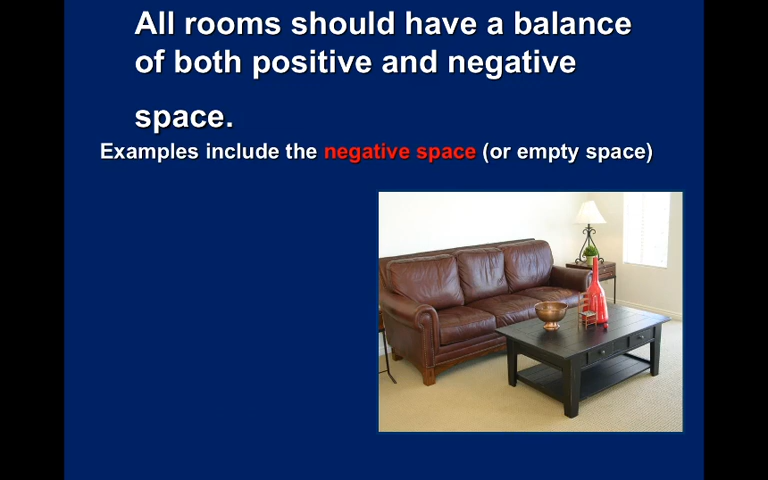 All rooms should have a balance
of both positive and negative
space.
Examples include the negative space (or empty space)